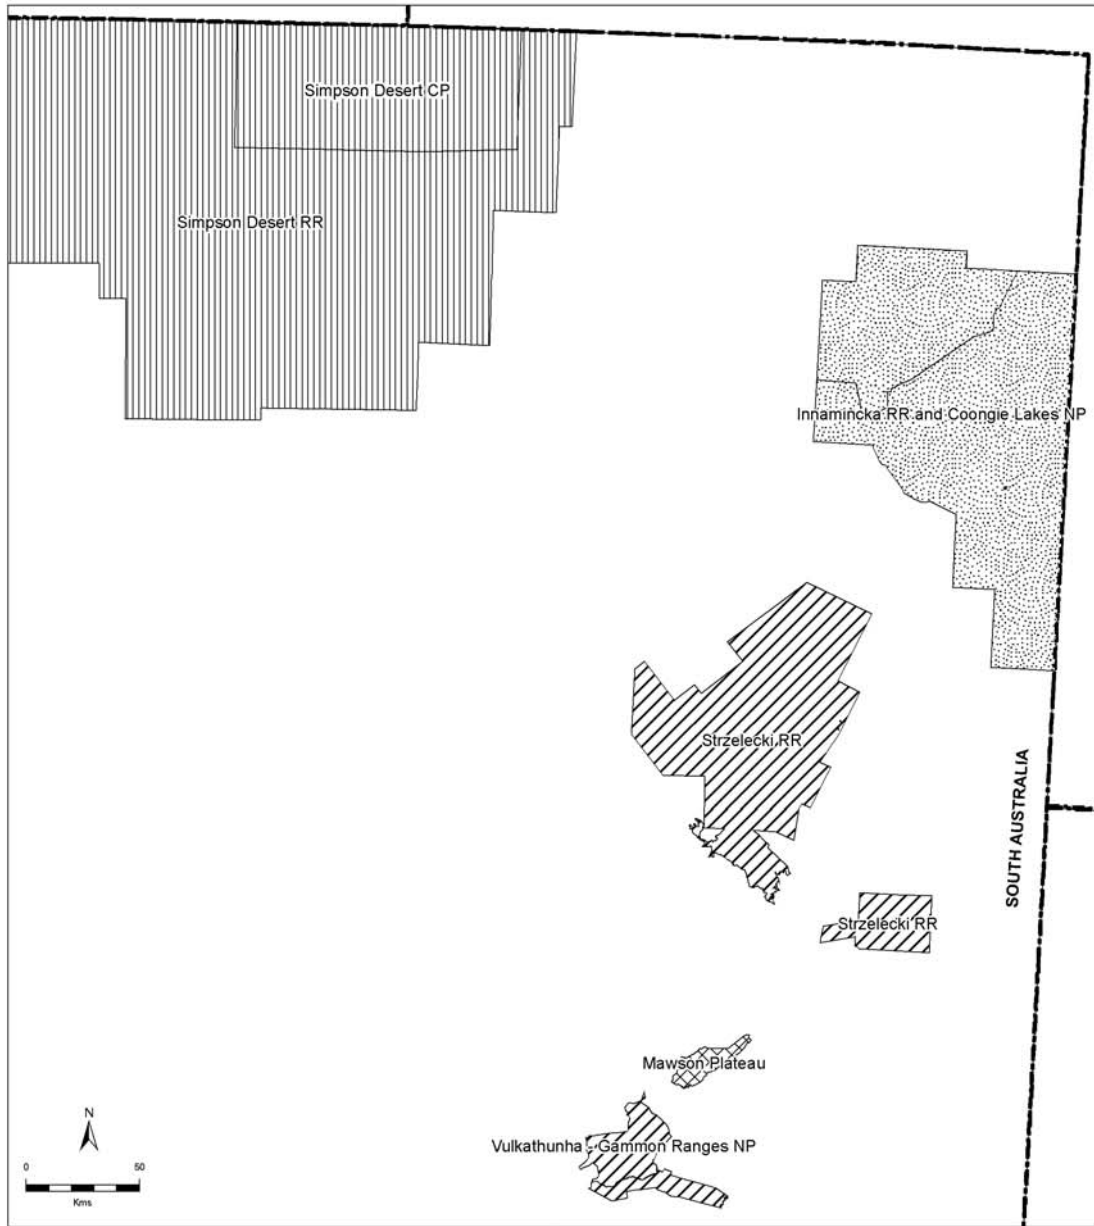 Simpson Desert CP
Simpson Desert RR
Innamincka RR and Coongie Lakes NP
Strzelecki RR
SOUTH AUSTRALIA
Strzelecki RR
Mawson Plateau
Vulkathunha - Gammon Ranges NP
N
0 50
Kms